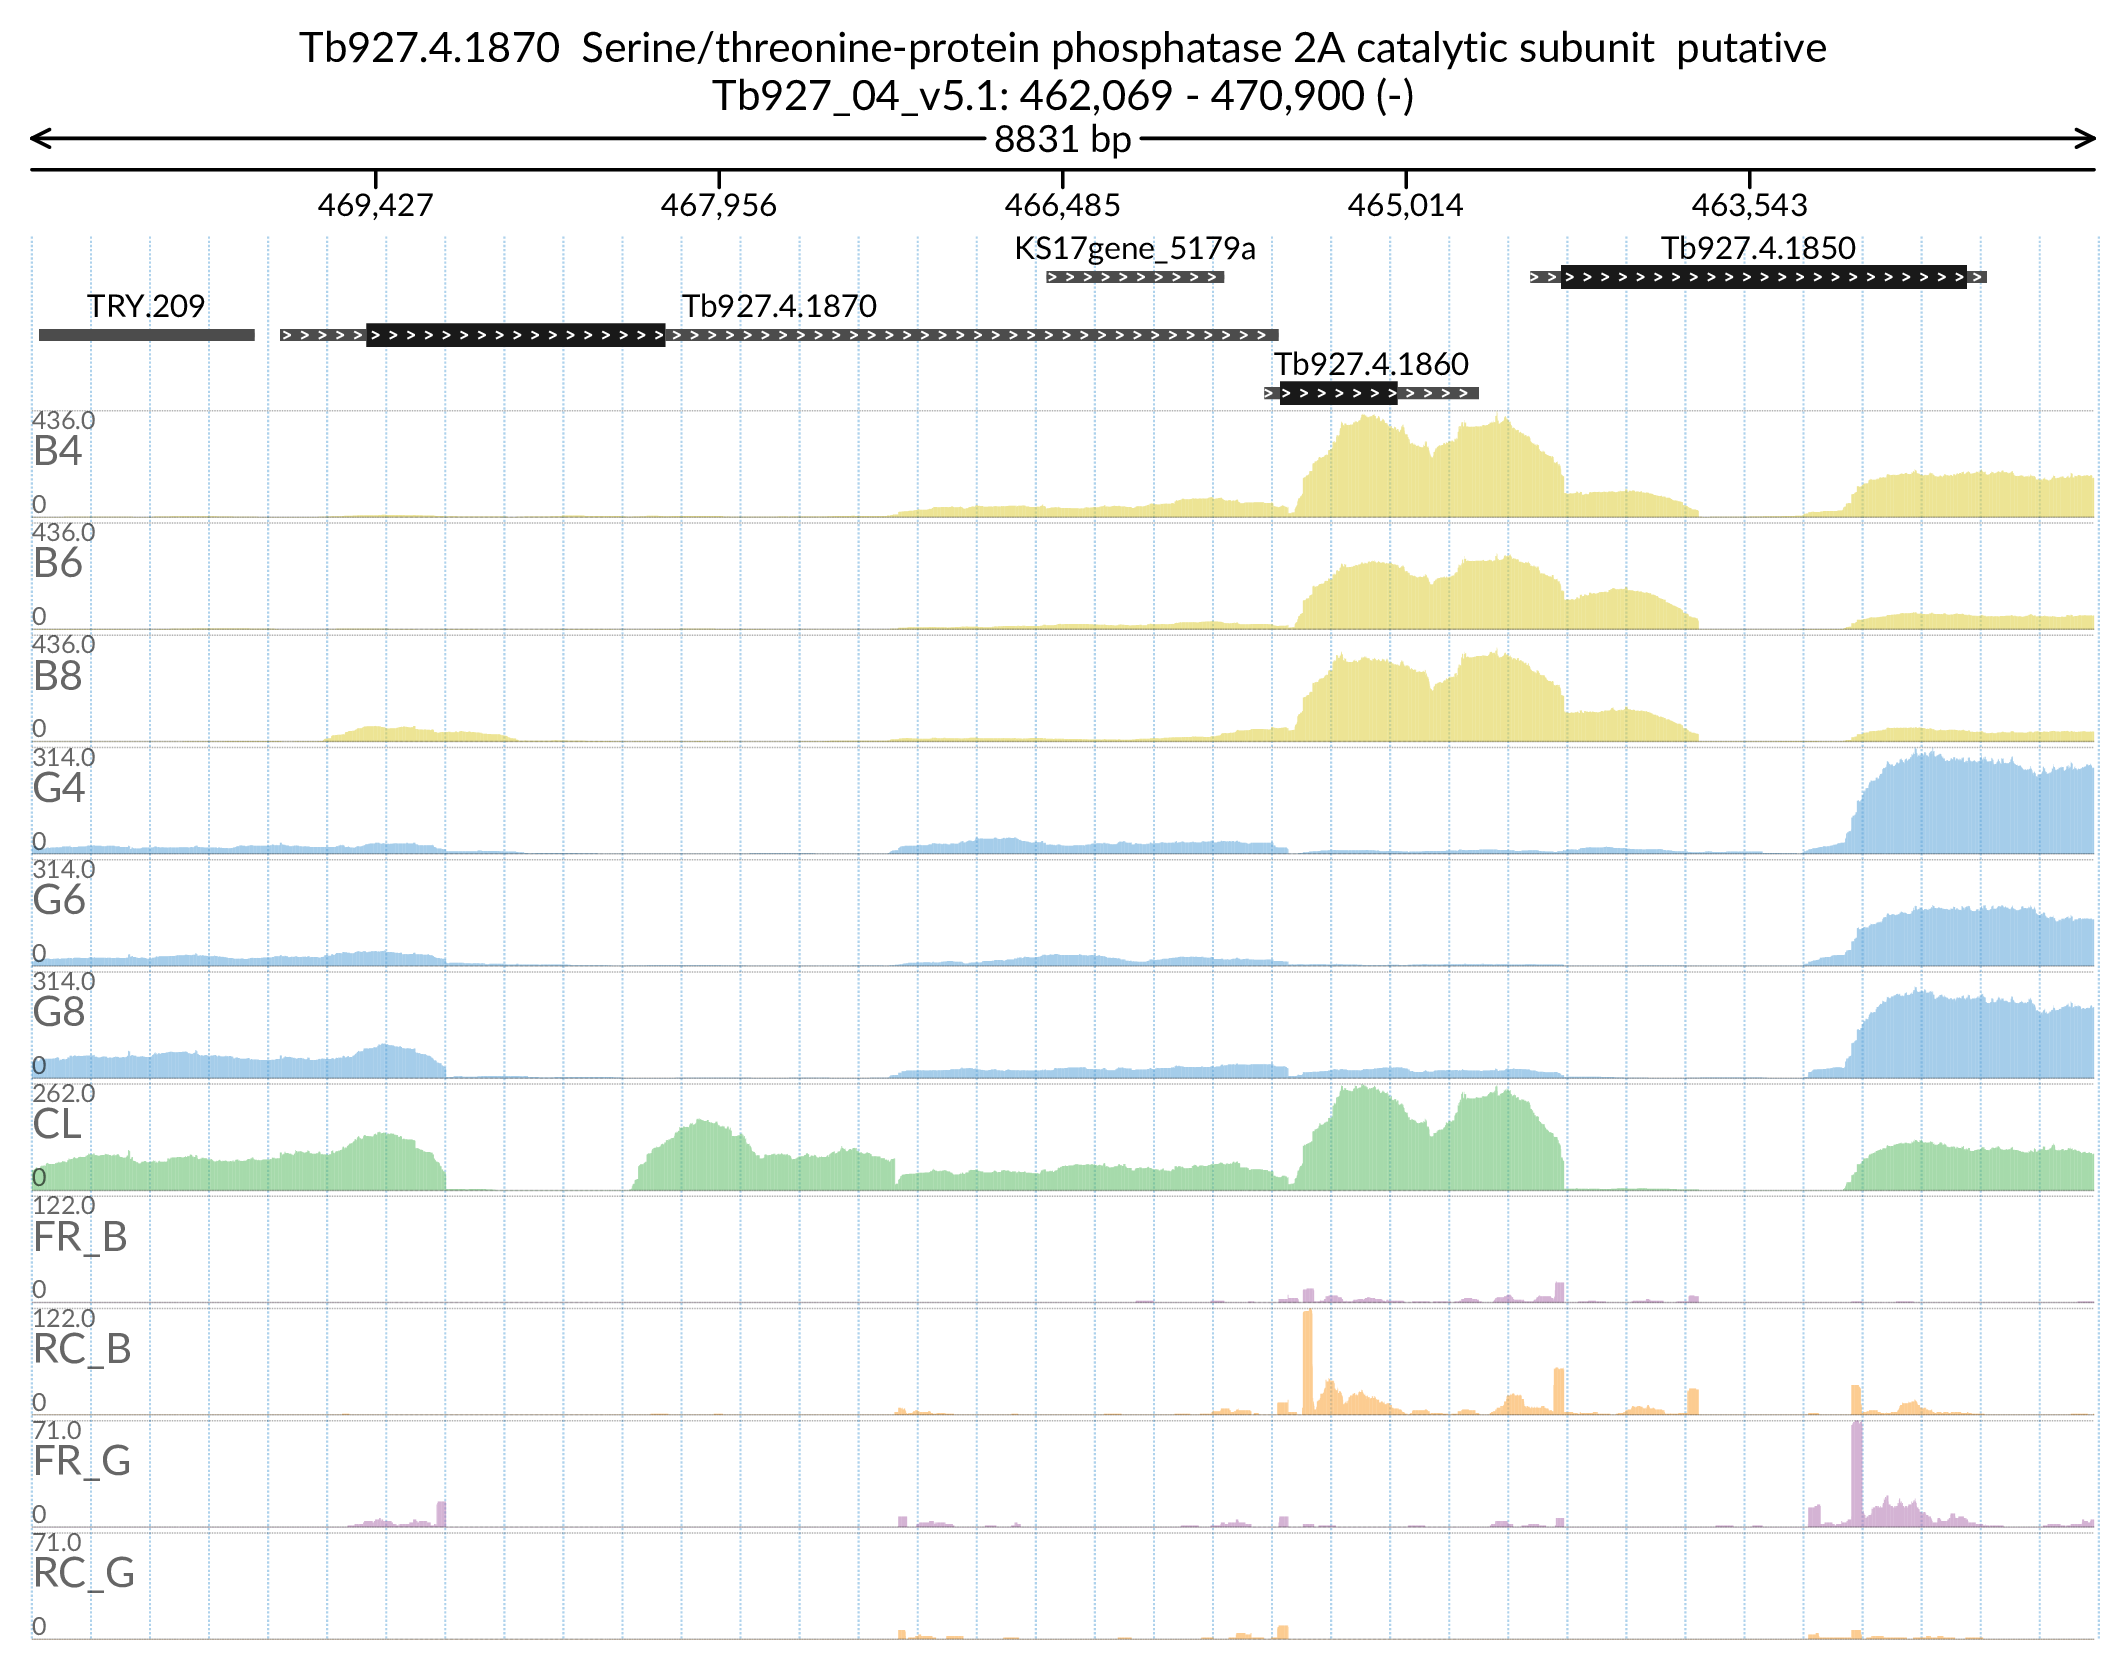 Tb927.4.1870  Serine/threonine-protein phosphatase 2A catalytic subunit  putative
Tb927_04_v5.1: 462,069 - 470,900 (-)
8831 bp
469,427 467,956 466,485 465,014 463,543
KS17gene_5179a Tb927.4.1850
TRY.209 Tb927.4.1870
Tb927.4.1860
436.0
B4
0
436.0
B6
0
436.0
B8
0
314.0
G4
0
314.0
G6
0
314.0
G8
0
262.0
CL
0
122.0
FR_B
0
122.0
RC_B
0
71.0
FR_G
0
71.0
RC_G
0